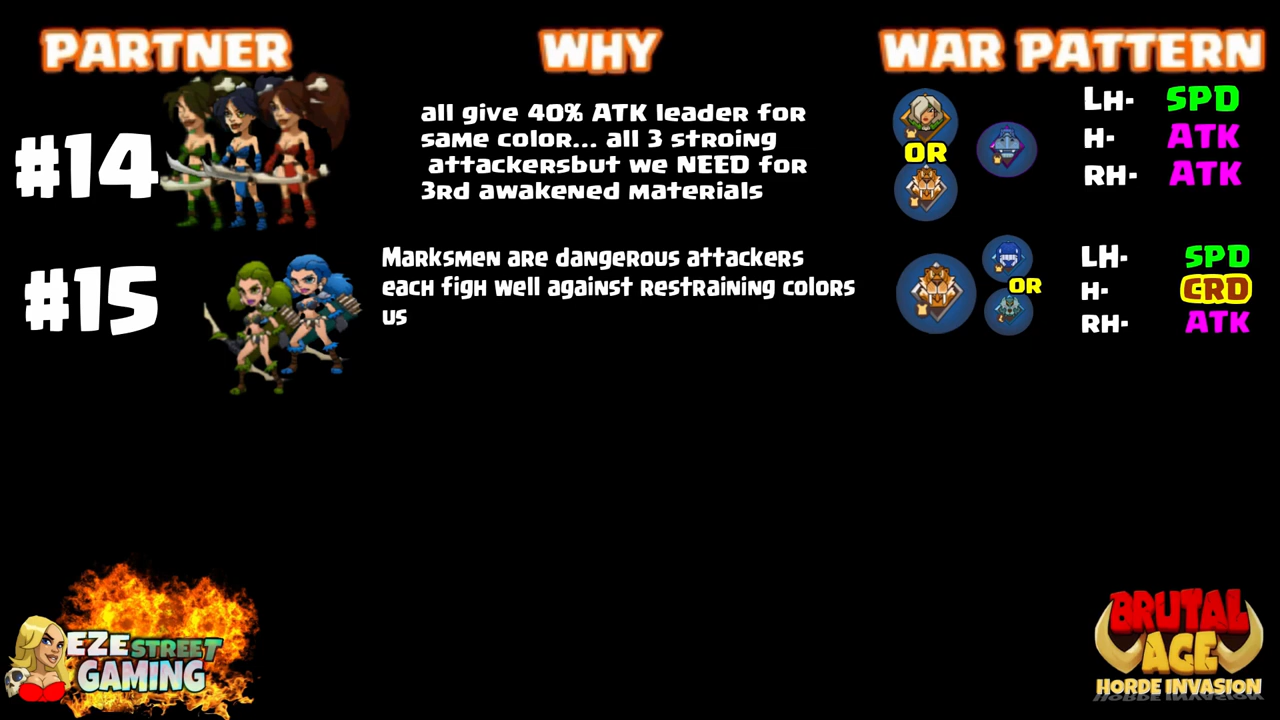 PARTNER WHY WAR PATTERN
#14
all give 40% ATK leader for
same color... all 3 stroing
attackersbut we NEED for
3rd awakened materials
OR
LH- SPD
H- ATK
RH- ATK
#15
Marksmen are dangerous attackers
each figh well against restraining colors
us
OR
LH- SPD
H- CRD
RH- ATK
EZE STREET
GAMING
BRUTAL
AGE
HORDE INVASION